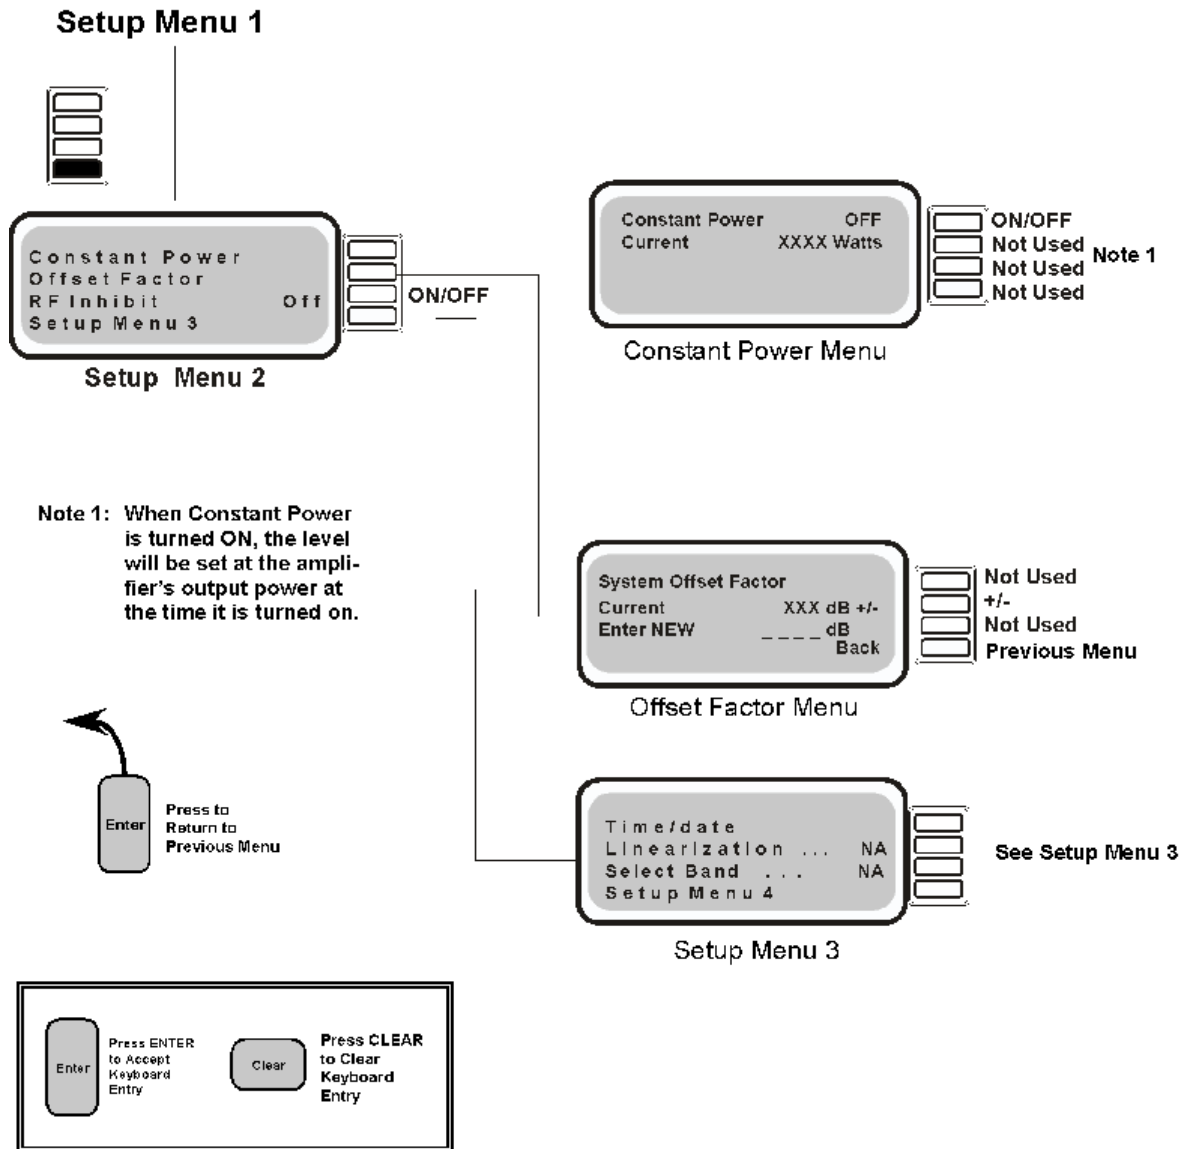 Setup Menu 1
Constant Power
Offset Factor
RF Inhibit Off
Setup Menu 3
ON/OFF
Setup Menu 2
Constant Power OFF
Current XXXX Watts
ON/OFF
Not Used
Not Used
Not Used
Note 1
Constant Power Menu
Note 1: When Constant Power
is turned ON, the level
will be set at the ampli-
fier's output power at
the time it is turned on.
System Offset Factor
Current XXX dB +/-
Enter NEW _ _ _ _ dB
Back
Not Used
+/-
Not Used
Previous Menu
Offset Factor Menu
Enter
Press to
Return to
Previous Menu
Time/date
Linearization ... NA
Select Band ... NA
Setup Menu 4
See Setup Menu 3
Setup Menu 3
Enter
Press ENTER
to Accept
Keyboard
Entry
Clear
Press CLEAR
to Clear
Keyboard
Entry